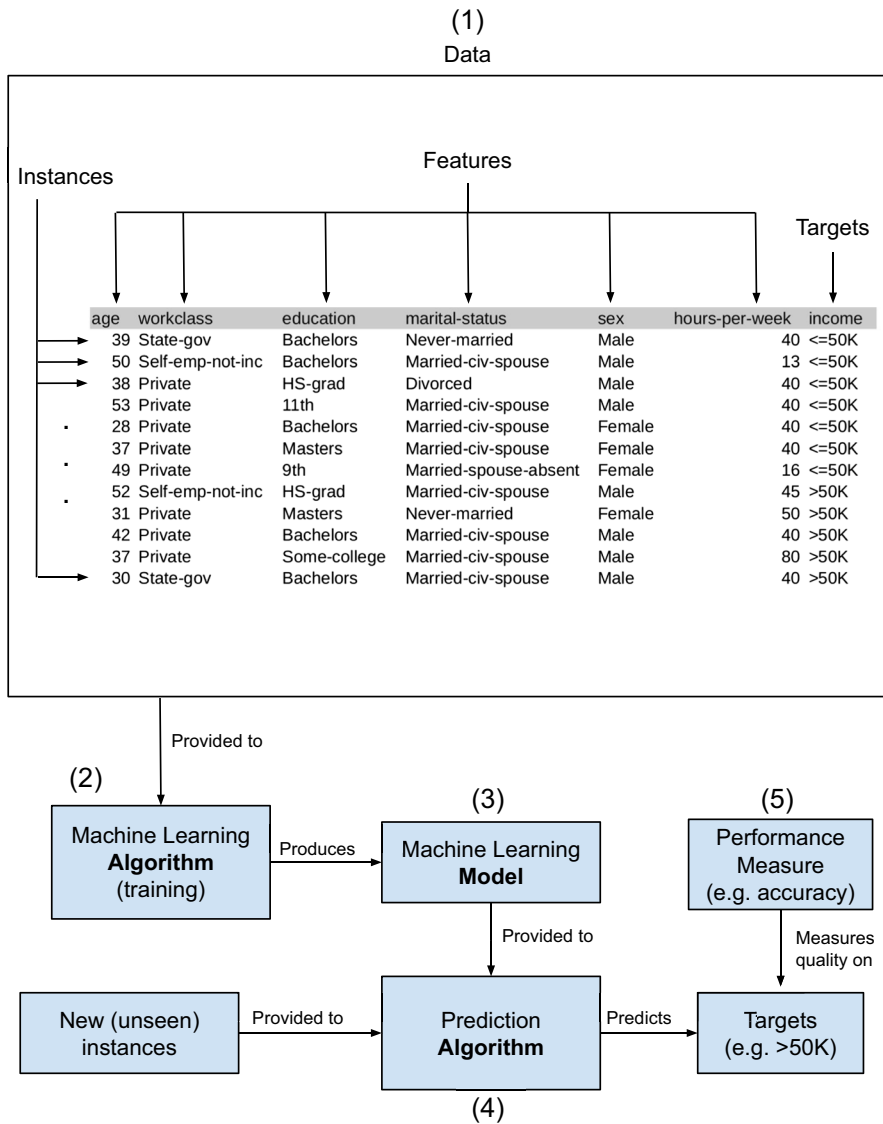 (1)
Data
Features
Instances
Targets
age workclass education marital-status sex hours-per-week income
39 State-gov Bachelors Never-married Male 40 <=50K
50 Self-emp-not-inc Bachelors Married-civ-spouse Male 13 <=50K
38 Private HS-grad Divorced Male 40 <=50K
53 Private 11th Married-civ-spouse Male 40 <=50K
28 Private Bachelors Married-civ-spouse Female 40 <=50K
37 Private Masters Married-civ-spouse Female 40 <=50K
49 Private 9th Married-spouse-absent Female 16 <=50K
52 Self-emp-not-inc HS-grad Married-civ-spouse Male 45 >50K
31 Private Masters Never-married Female 50 >50K
42 Private Bachelors Married-civ-spouse Male 40 >50K
37 Private Some-college Married-civ-spouse Male 80 >50K
30 State-gov Bachelors Married-civ-spouse Male 40 >50K
Provided to
(2)
Machine Learning
Algorithm
(training)
Produces
(3)
Machine Learning
Model
(5)
Performance
Measure
(e.g. accuracy)
Provided to
Measures
quality on
New (unseen)
instances
Provided to
Prediction
Algorithm
Predicts
Targets
(e.g. >50K)
(4)